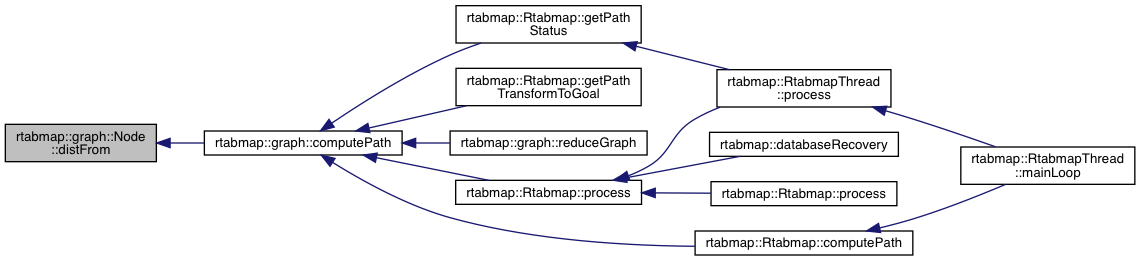 rtabmap::graph::Node
::distFrom
rtabmap::graph::computePath
rtabmap::Rtabmap::getPath
Status
rtabmap::Rtabmap::getPath
TransformToGoal
rtabmap::graph::reduceGraph
rtabmap::Rtabmap::process
rtabmap::RtabmapThread
::process
rtabmap::databaseRecovery
rtabmap::Rtabmap::process
rtabmap::Rtabmap::computePath
rtabmap::RtabmapThread
::mainLoop